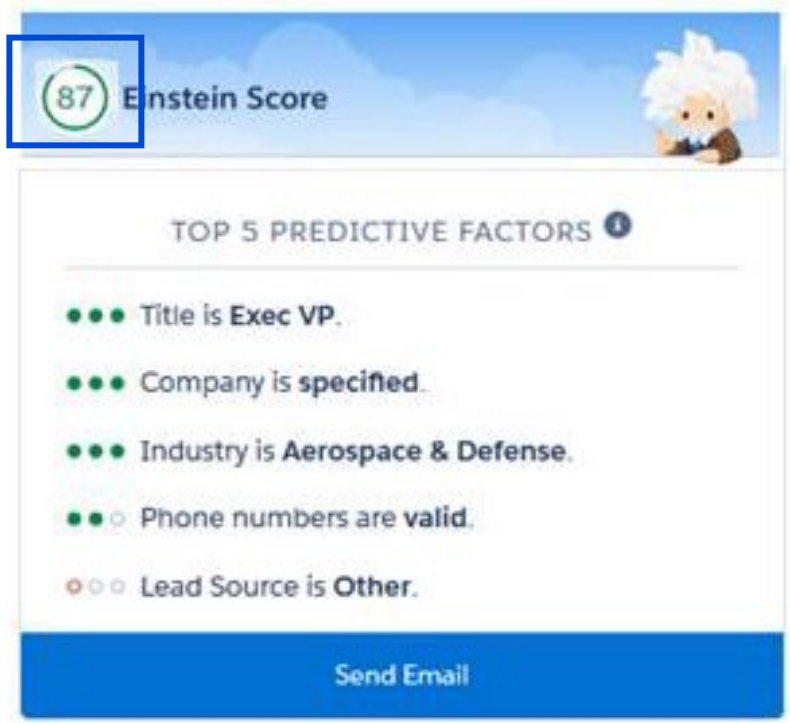 87 Einstein Score
TOP 5 PREDICTIVE FACTORS i
Title is Exec VP.
Company is specified.
Industry is Aerospace & Defense.
Phone numbers are valid.
Lead Source is Other.
Send Email